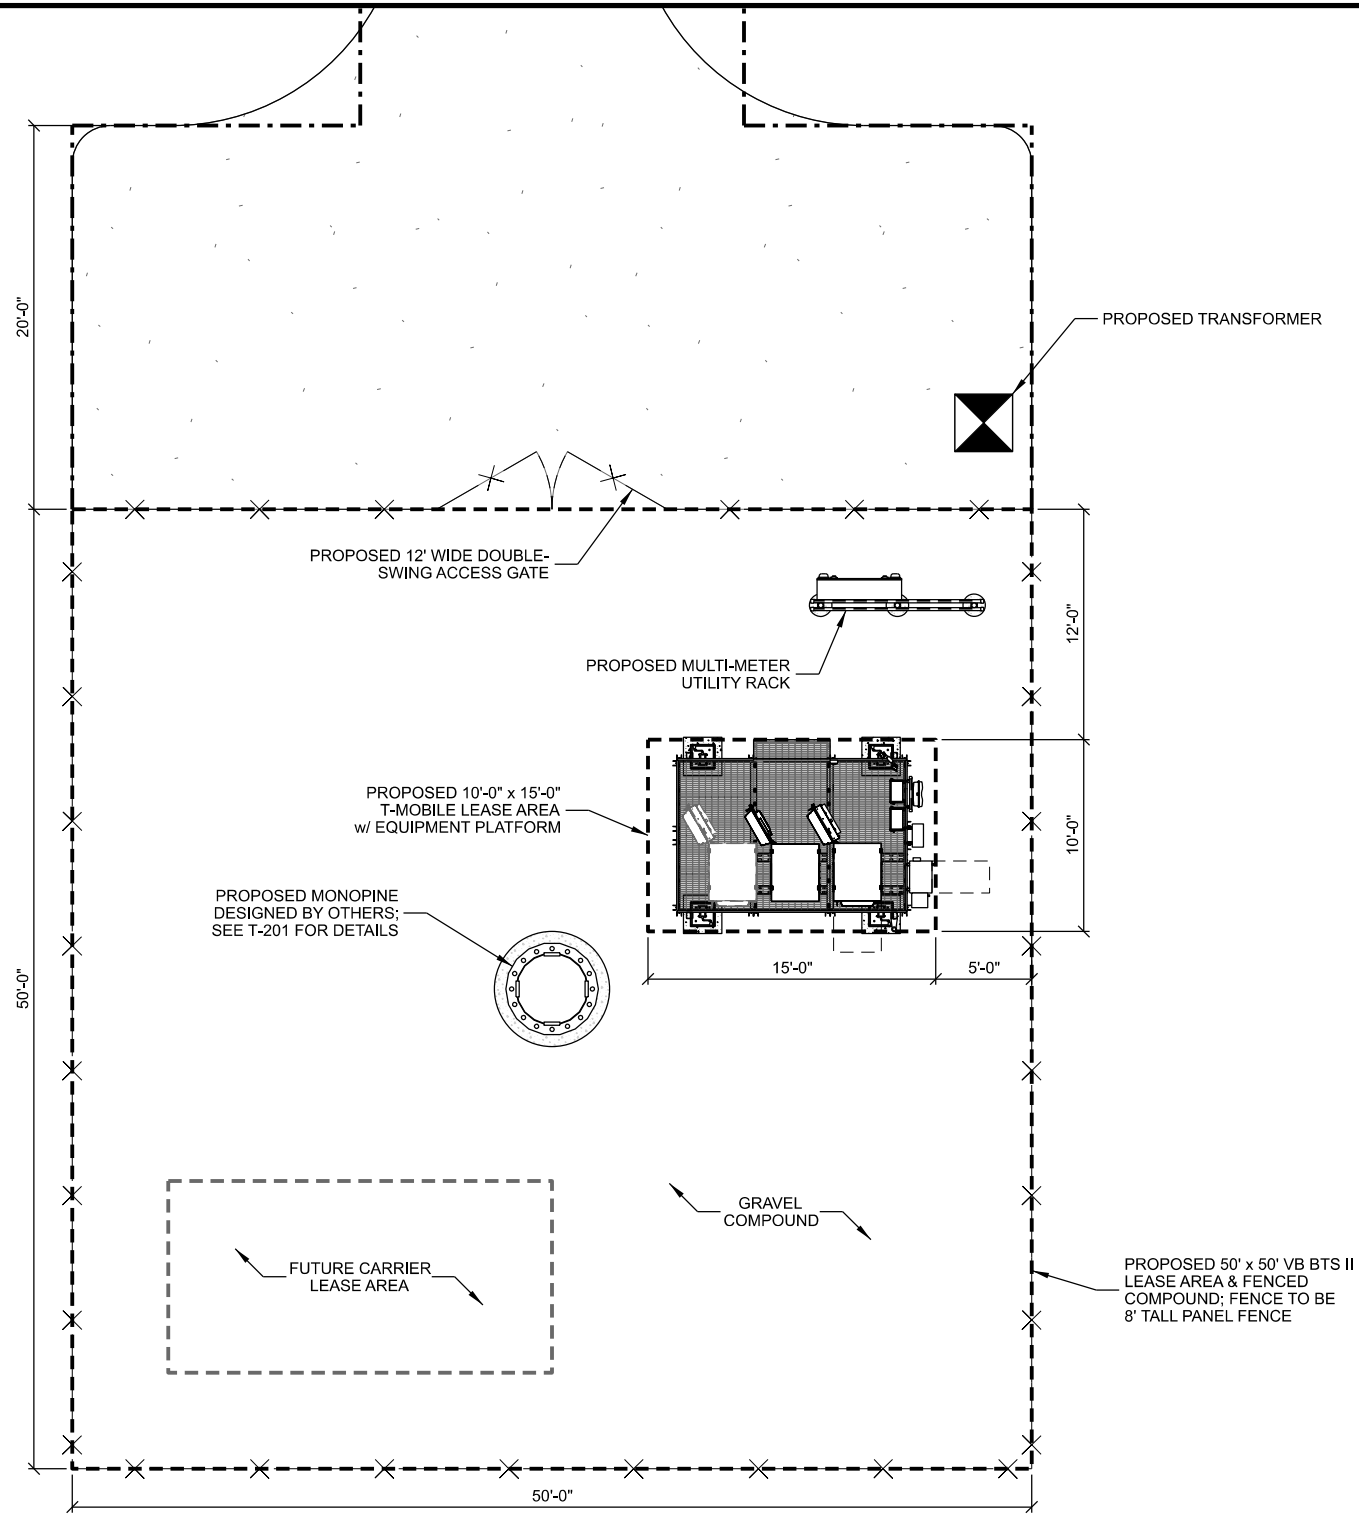 20'-0"
PROPOSED TRANSFORMER
PROPOSED 12' WIDE DOUBLE-
SWING ACCESS GATE
12'-0"
PROPOSED MULTI-METER
UTILITY RACK
PROPOSED 10'-0" x 15'-0"
T-MOBILE LEASE AREA
w/ EQUIPMENT PLATFORM
10'-0"
PROPOSED MONOPINE
DESIGNED BY OTHERS;
SEE T-201 FOR DETAILS
15'-0"
5'-0"
50'-0"
GRAVEL
COMPOUND
FUTURE CARRIER
LEASE AREA
PROPOSED 50' x 50' VB BTS II
LEASE AREA & FENCED
COMPOUND; FENCE TO BE
8' TALL PANEL FENCE
50'-0"